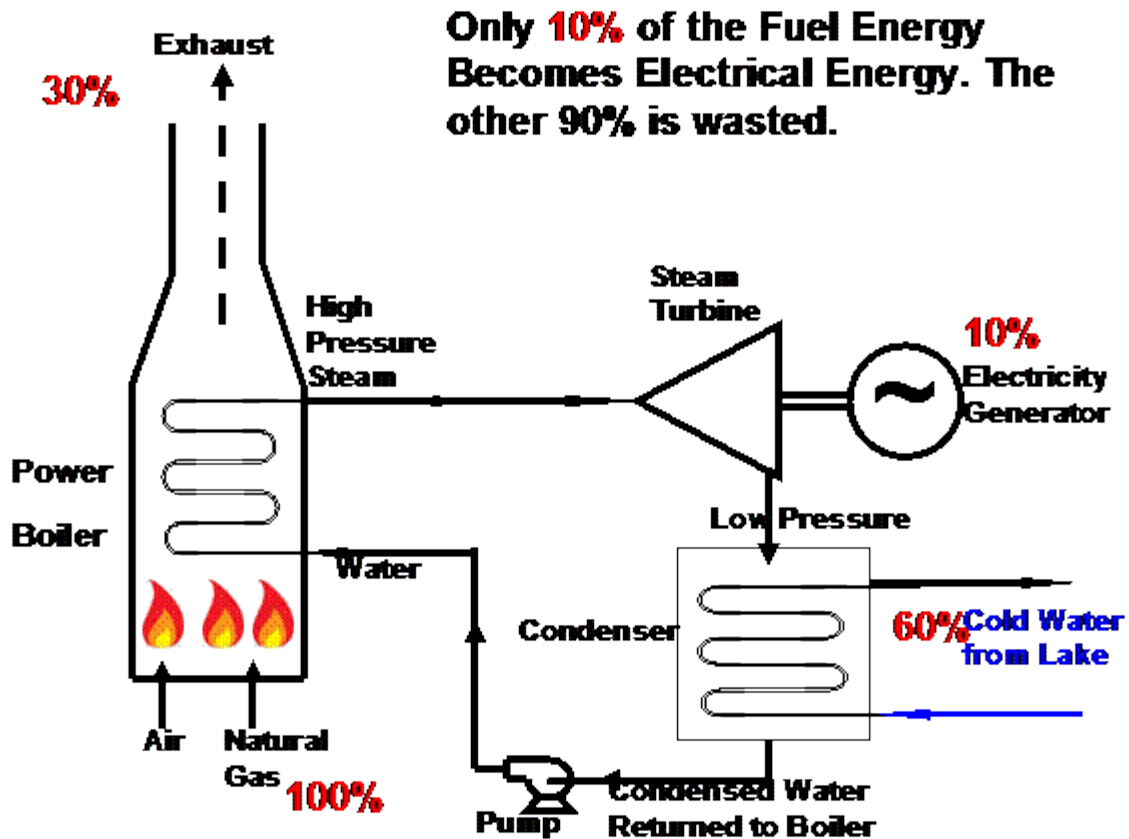 Only 10% of the Fuel Energy
Becomes Electrical Energy. The
other 90% is wasted.
Exhaust
30%
High
Pressure
Steam
Steam
Turbine
10%
Electricity
Generator
~
Power
Boiler
Water
Low Pressure
Condenser
60%
Cold Water
from Lake
Air
Natural
Gas
100%
Pump
Condensed Water
Returned to Boiler